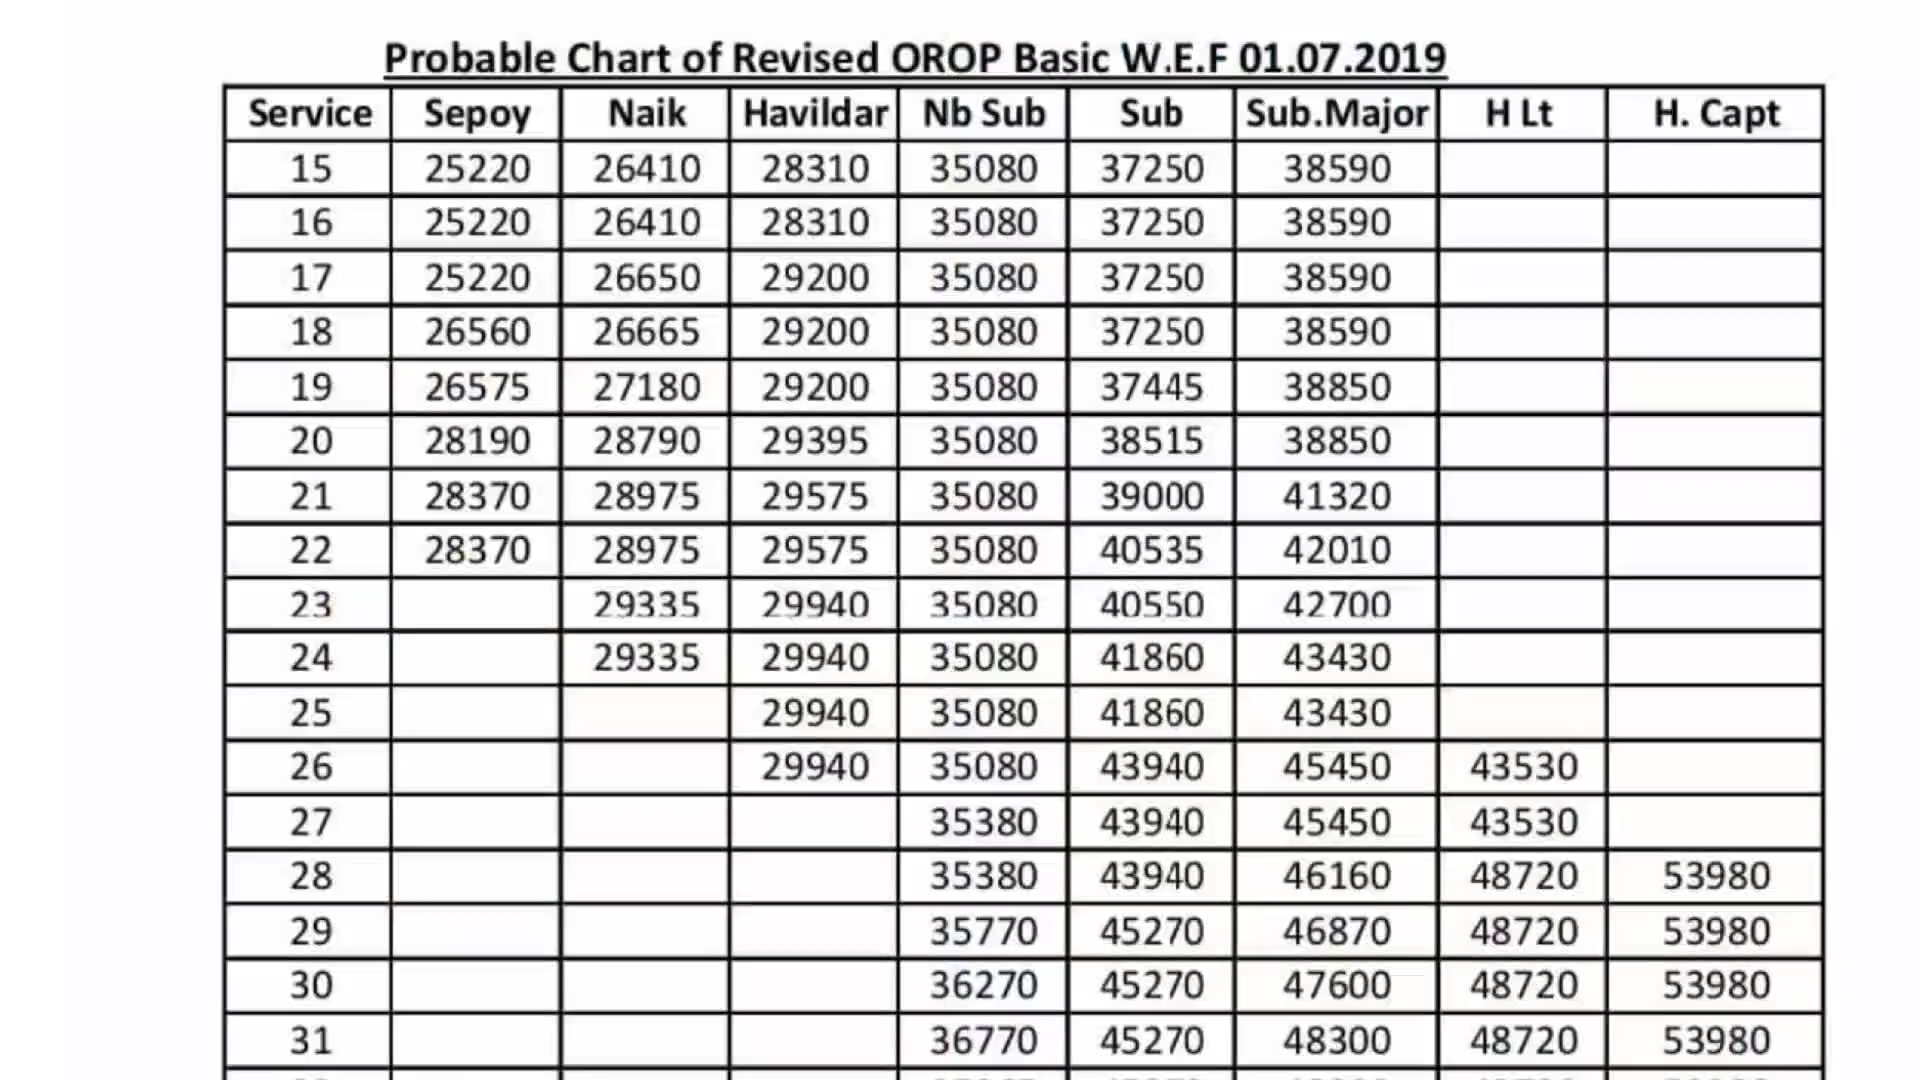 Probable Chart of Revised OROP Basic W.E.F 01.07.2019
Service Sepoy Naik Havildar Nb Sub Sub Sub.Major H Lt H. Capt
15 25220 26410 28310 35080 37250 38590
16 25220 26410 28310 35080 37250 38590
17 25220 26650 29200 35080 37250 38590
18 26560 26665 29200 35080 37250 38590
19 26575 27180 29200 35080 37445 38850
20 28190 28790 29395 35080 38515 38850
21 28370 28975 29575 35080 39000 41320
22 28370 28975 29575 35080 40535 42010
23 29335 29940 35080 40550 42700
24 29335 29940 35080 41860 43430
25 29940 35080 41860 43430
26 29940 35080 43940 45450 43530
27 35380 43940 45450 43530
28 35380 43940 46160 48720 53980
29 35770 45270 46870 48720 53980
30 36270 45270 47600 48720 53980
31 36770 45270 48300 48720 53980